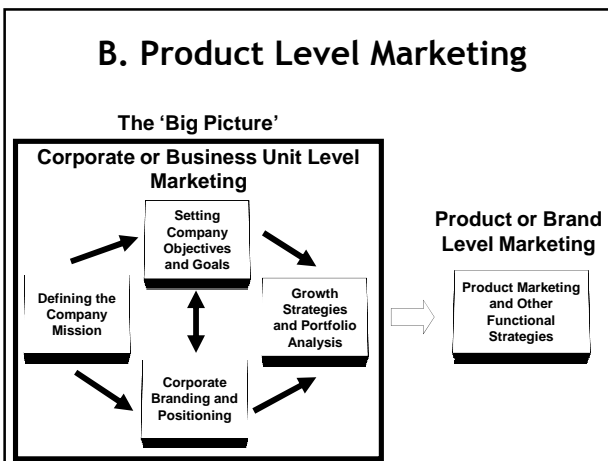 B. Product Level Marketing
The ‘Big Picture’
Corporate or Business Unit Level
Marketing
Setting
Company
Objectives
and Goals
Defining the
Company
Mission
Growth
Strategies
and Portfolio
Analysis
Corporate
Branding and
Positioning
Product or Brand
Level Marketing
Product Marketing
and Other
Functional
Strategies